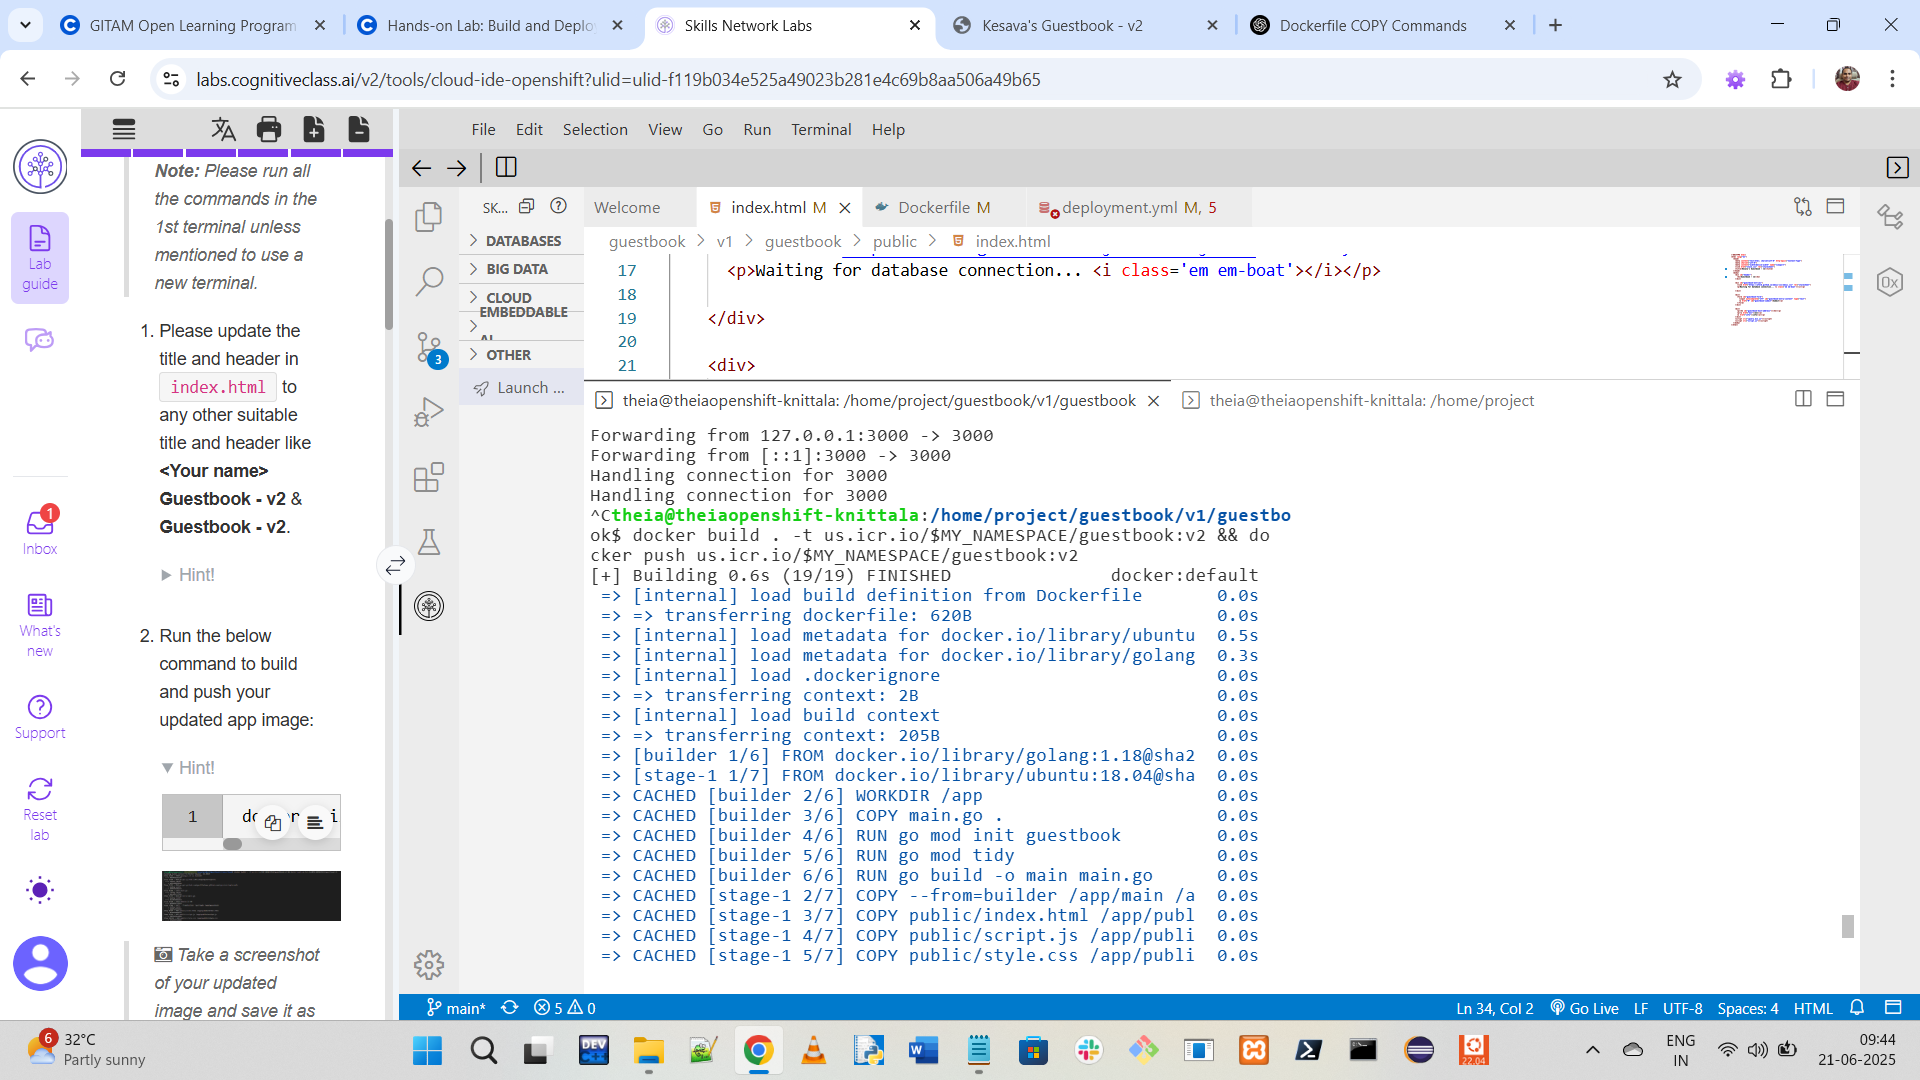 GITAM Open Learning Program
Hands-on Lab: Build and Deplo
Skills Network Labs
Kesava's Guestbook - v2
Dockerfile COPY Commands
labs.cognitiveclass.ai/v2/tools/cloud-ide-openshift?ulid=ulid-f119b034e525a49023b281e4c69b8aa506a49b65
File Edit Selection View Go Run Terminal Help
Lab guide
Inbox
1
What's new
Support
Reset lab
Note: Please run all
the commands in the
1st terminal unless
mentioned to use a
new terminal.
1. Please update the
title and header in
index.html to
any other suitable
title and header like
<Your name>
Guestbook - v2 &
Guestbook - v2.
Hint!
2. Run the below
command to build
and push your
updated app image:
Hint!
1
Take a screenshot
of your updated
image and save it as
SK...
DATABASES
BIG DATA
CLOUD
EMBEDDABLE
OTHER
Launch ...
3
Welcome
index.html M
Dockerfile M
deployment.yml M, 5
guestbook > v1 > guestbook > public > index.html
17 <p>Waiting for database connection... <i class='em em-boat'></i></p>
18
19 </div>
20
21 <div>
theia@theiaopenshift-knittala: /home/project/guestbook/v1/guestbook
theia@theiaopenshift-knittala: /home/project
Forwarding from 127.0.0.1:3000 -> 3000
Forwarding from [::1]:3000 -> 3000
Handling connection for 3000
Handling connection for 3000
^Ctheia@theiaopenshift-knittala:/home/project/guestbook/v1/guestbo
ok$ docker build . -t us.icr.io/$MY_NAMESPACE/guestbook:v2 && do
cker push us.icr.io/$MY_NAMESPACE/guestbook:v2
[+] Building 0.6s (19/19) FINISHED docker:default
=> [internal] load build definition from Dockerfile 0.0s
=> => transferring dockerfile: 620B 0.0s
=> [internal] load metadata for docker.io/library/ubuntu 0.5s
=> [internal] load metadata for docker.io/library/golang 0.3s
=> [internal] load .dockerignore 0.0s
=> => transferring context: 2B 0.0s
=> [internal] load build context 0.0s
=> => transferring context: 205B 0.0s
=> [builder 1/6] FROM docker.io/library/golang:1.18@sha2 0.0s
=> [stage-1 1/7] FROM docker.io/library/ubuntu:18.04@sha 0.0s
=> CACHED [builder 2/6] WORKDIR /app 0.0s
=> CACHED [builder 3/6] COPY main.go . 0.0s
=> CACHED [builder 4/6] RUN go mod init guestbook 0.0s
=> CACHED [builder 5/6] RUN go mod tidy 0.0s
=> CACHED [builder 6/6] RUN go build -o main main.go 0.0s
=> CACHED [stage-1 2/7] COPY --from=builder /app/main /a 0.0s
=> CACHED [stage-1 3/7] COPY public/index.html /app/publ 0.0s
=> CACHED [stage-1 4/7] COPY public/script.js /app/publi 0.0s
=> CACHED [stage-1 5/7] COPY public/style.css /app/publi 0.0s
main* 5 0
Ln 34, Col 2 Go Live LF UTF-8 Spaces: 4 HTML
6
32°C
Partly sunny
DEV C++
22.04
ENG
IN
09:44
21-06-2025